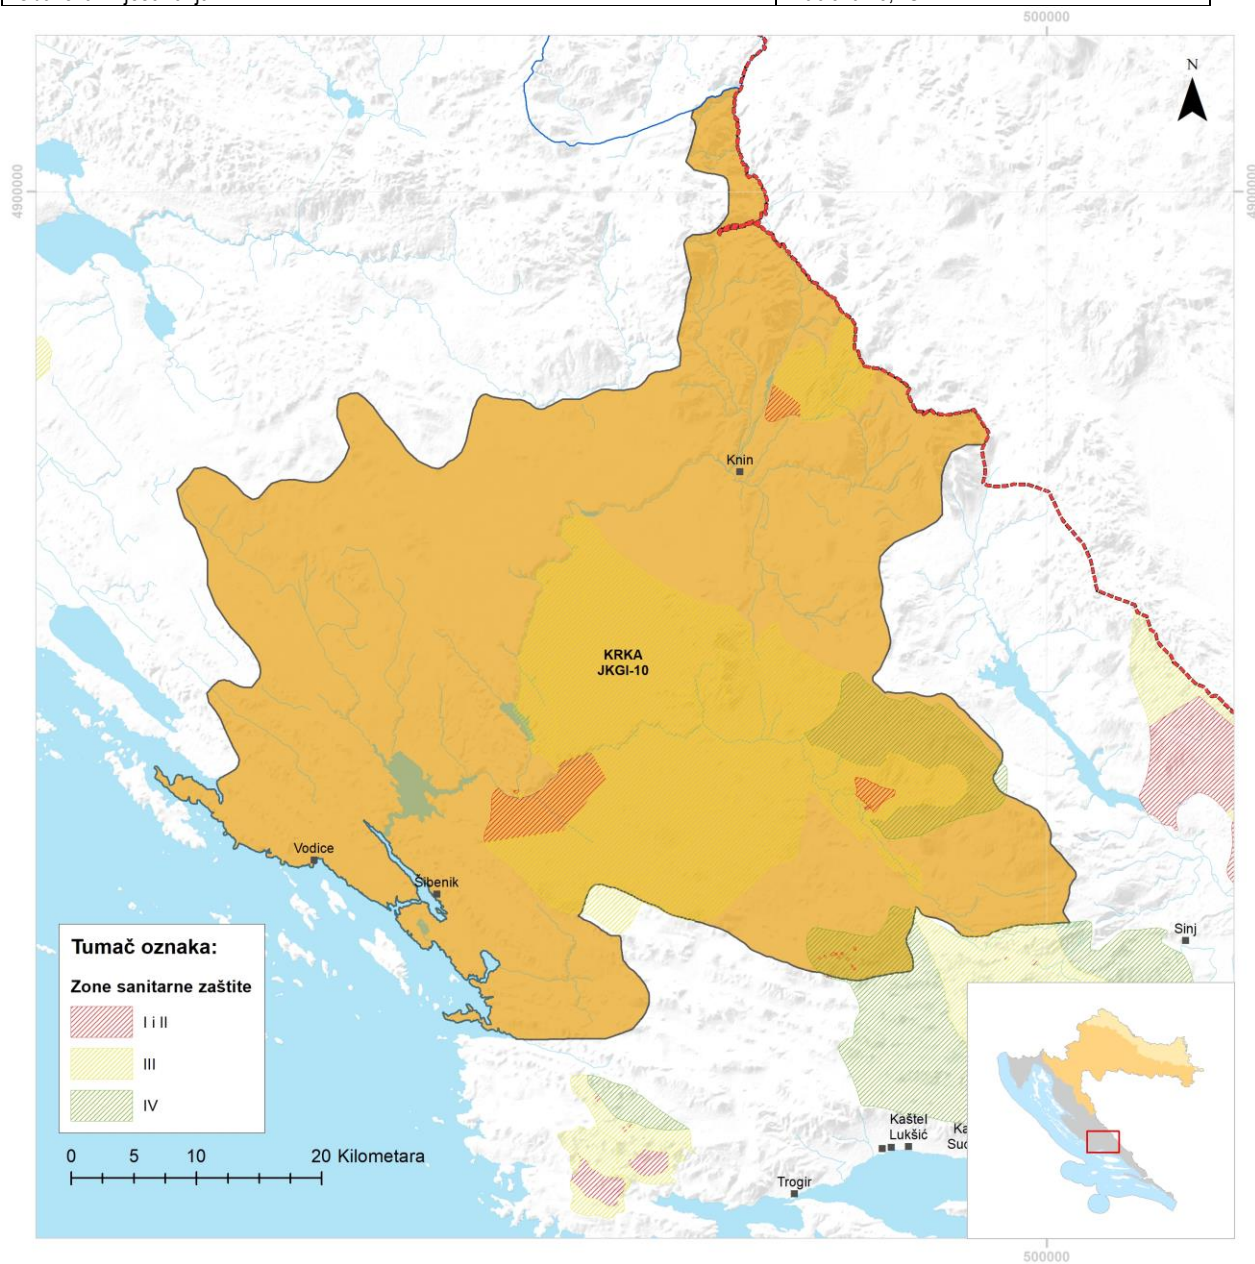 500000
N
4900000
4900000
Knin
KRKA
JKGI-10
Vodice
Šibenik
Sinj
Tumač oznaka:
Zone sanitarne zaštite
I i II
III
IV
0 5 10 20 Kilometara
Kaštel
Lukšić
Trogir
500000